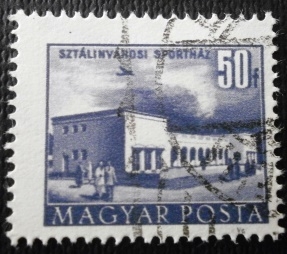 SZTÁLINVÁROSI SPORTHÁZ
50f
MAGYAR POSTA